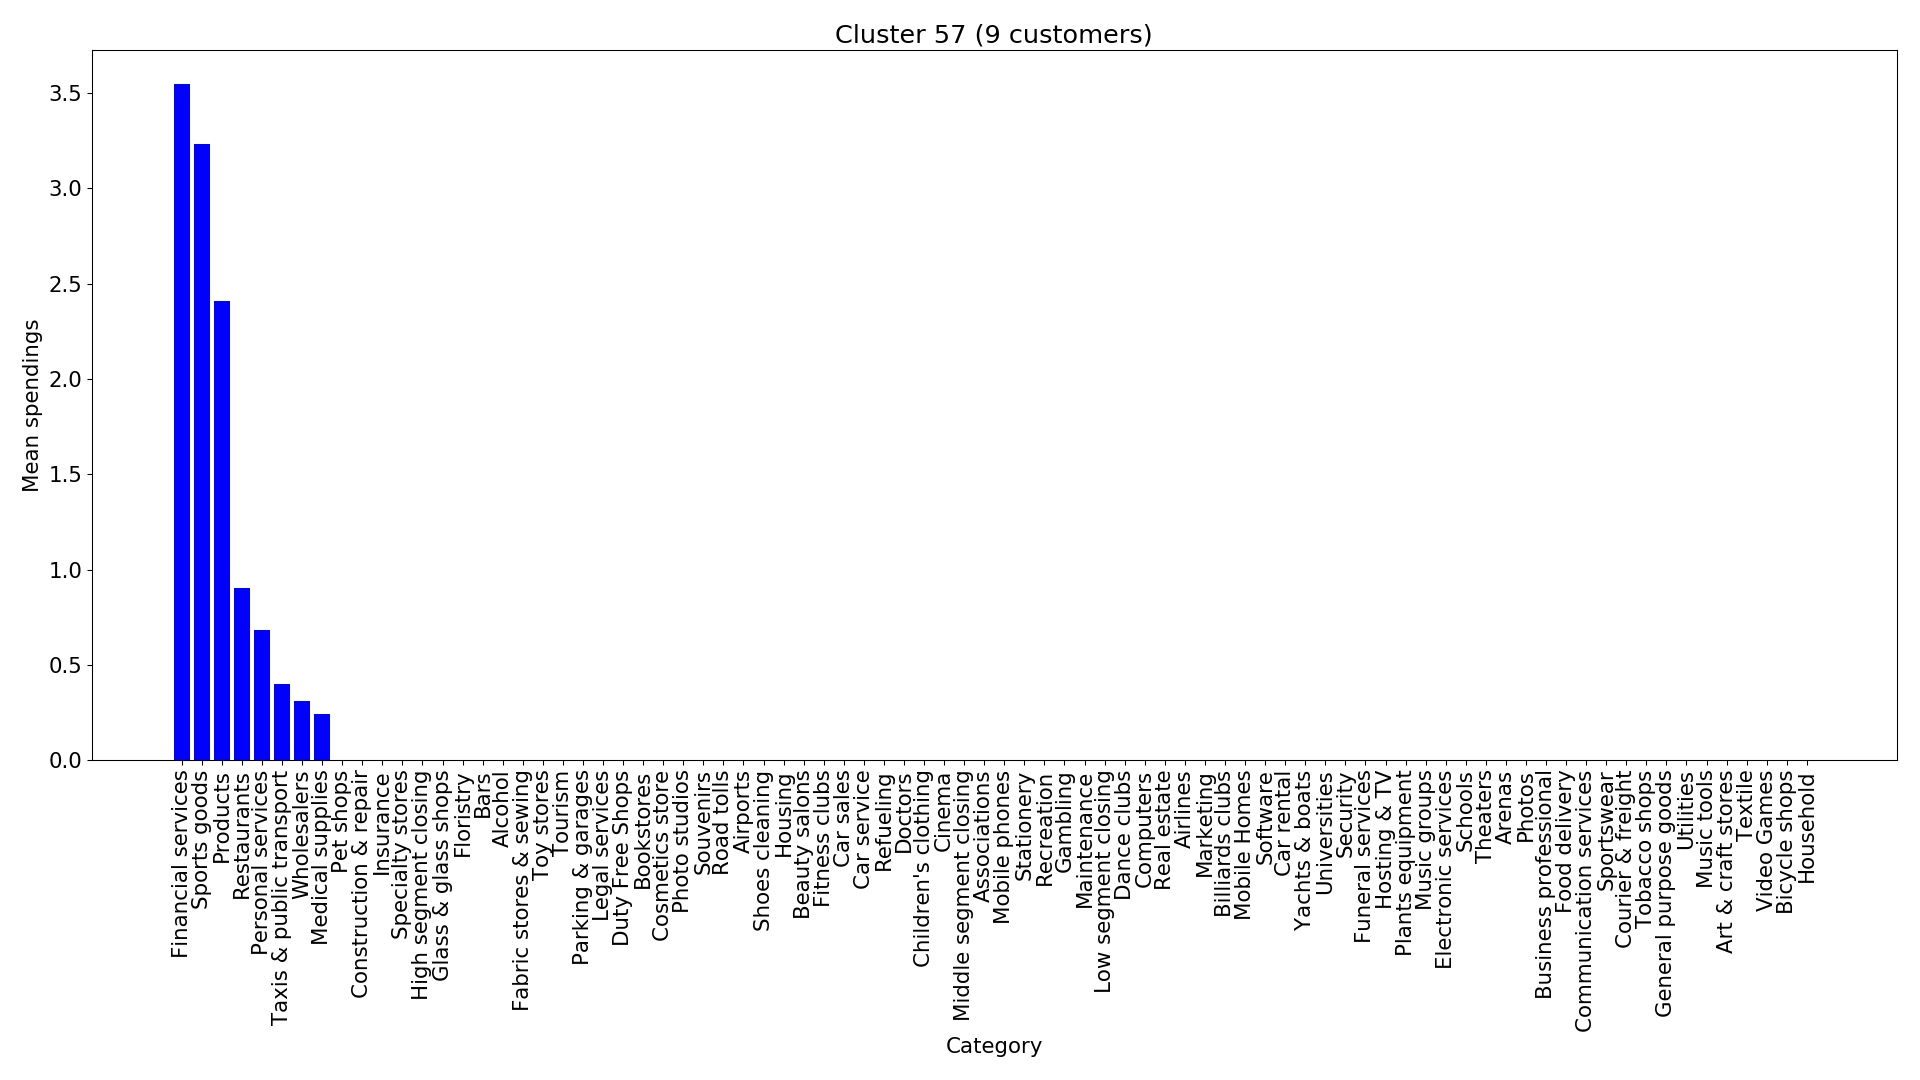 Cluster 57 (9 customers)
Mean spendings
3.5
3.0
2.5
2.0
1.5
1.0
0.5
0.0
Financial services
Sports goods
Products
Restaurants
Personal services
Taxis & public transport
Wholesalers
Medical supplies
Pet shops
Construction & repair
Insurance
Specialty stores
High segment closing
Glass & glass shops
Floristry
Bars
Alcohol
Fabric stores & sewing
Toy stores
Tourism
Parking & garages
Legal services
Duty Free Shops
Bookstores
Cosmetics store
Photo studios
Souvenirs
Road tolls
Airports
Shoes cleaning
Housing
Beauty salons
Fitness clubs
Car sales
Car service
Refueling
Doctors
Children's clothing
Cinema
Middle segment closing
Associations
Mobile phones
Stationery
Recreation
Gambling
Maintenance
Low segment closing
Dance clubs
Computers
Real estate
Airlines
Marketing
Billiards clubs
Mobile Homes
Software
Car rental
Yachts & boats
Universities
Security
Funeral services
Hosting & TV
Plants equipment
Music groups
Electronic services
Schools
Theaters
Arenas
Photos
Business professional
Food delivery
Communication services
Sportswear
Courier & freight
Tobacco shops
General purpose goods
Utilities
Music tools
Art & craft stores
Textile
Video Games
Bicycle shops
Household
Category